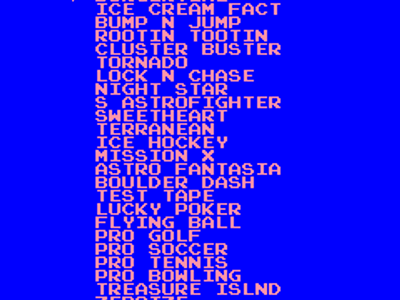 ICE CREAM FACT
BUMP N JUMP
ROOTIN TOOTIN
CLUSTER BUSTER
TORNADO
LOCK N CHASE
NIGHT STAR
S ASTROFIGHTER
SWEETHEART
TERRANEAN
ICE HOCKEY
MISSION X
ASTRO FANTASIA
BOULDER DASH
TEST TAPE
LUCKY POKER
FLYING BALL
PRO GOLF
PRO SOCCER
PRO TENNIS
PRO BOWLING
TREASURE ISLND